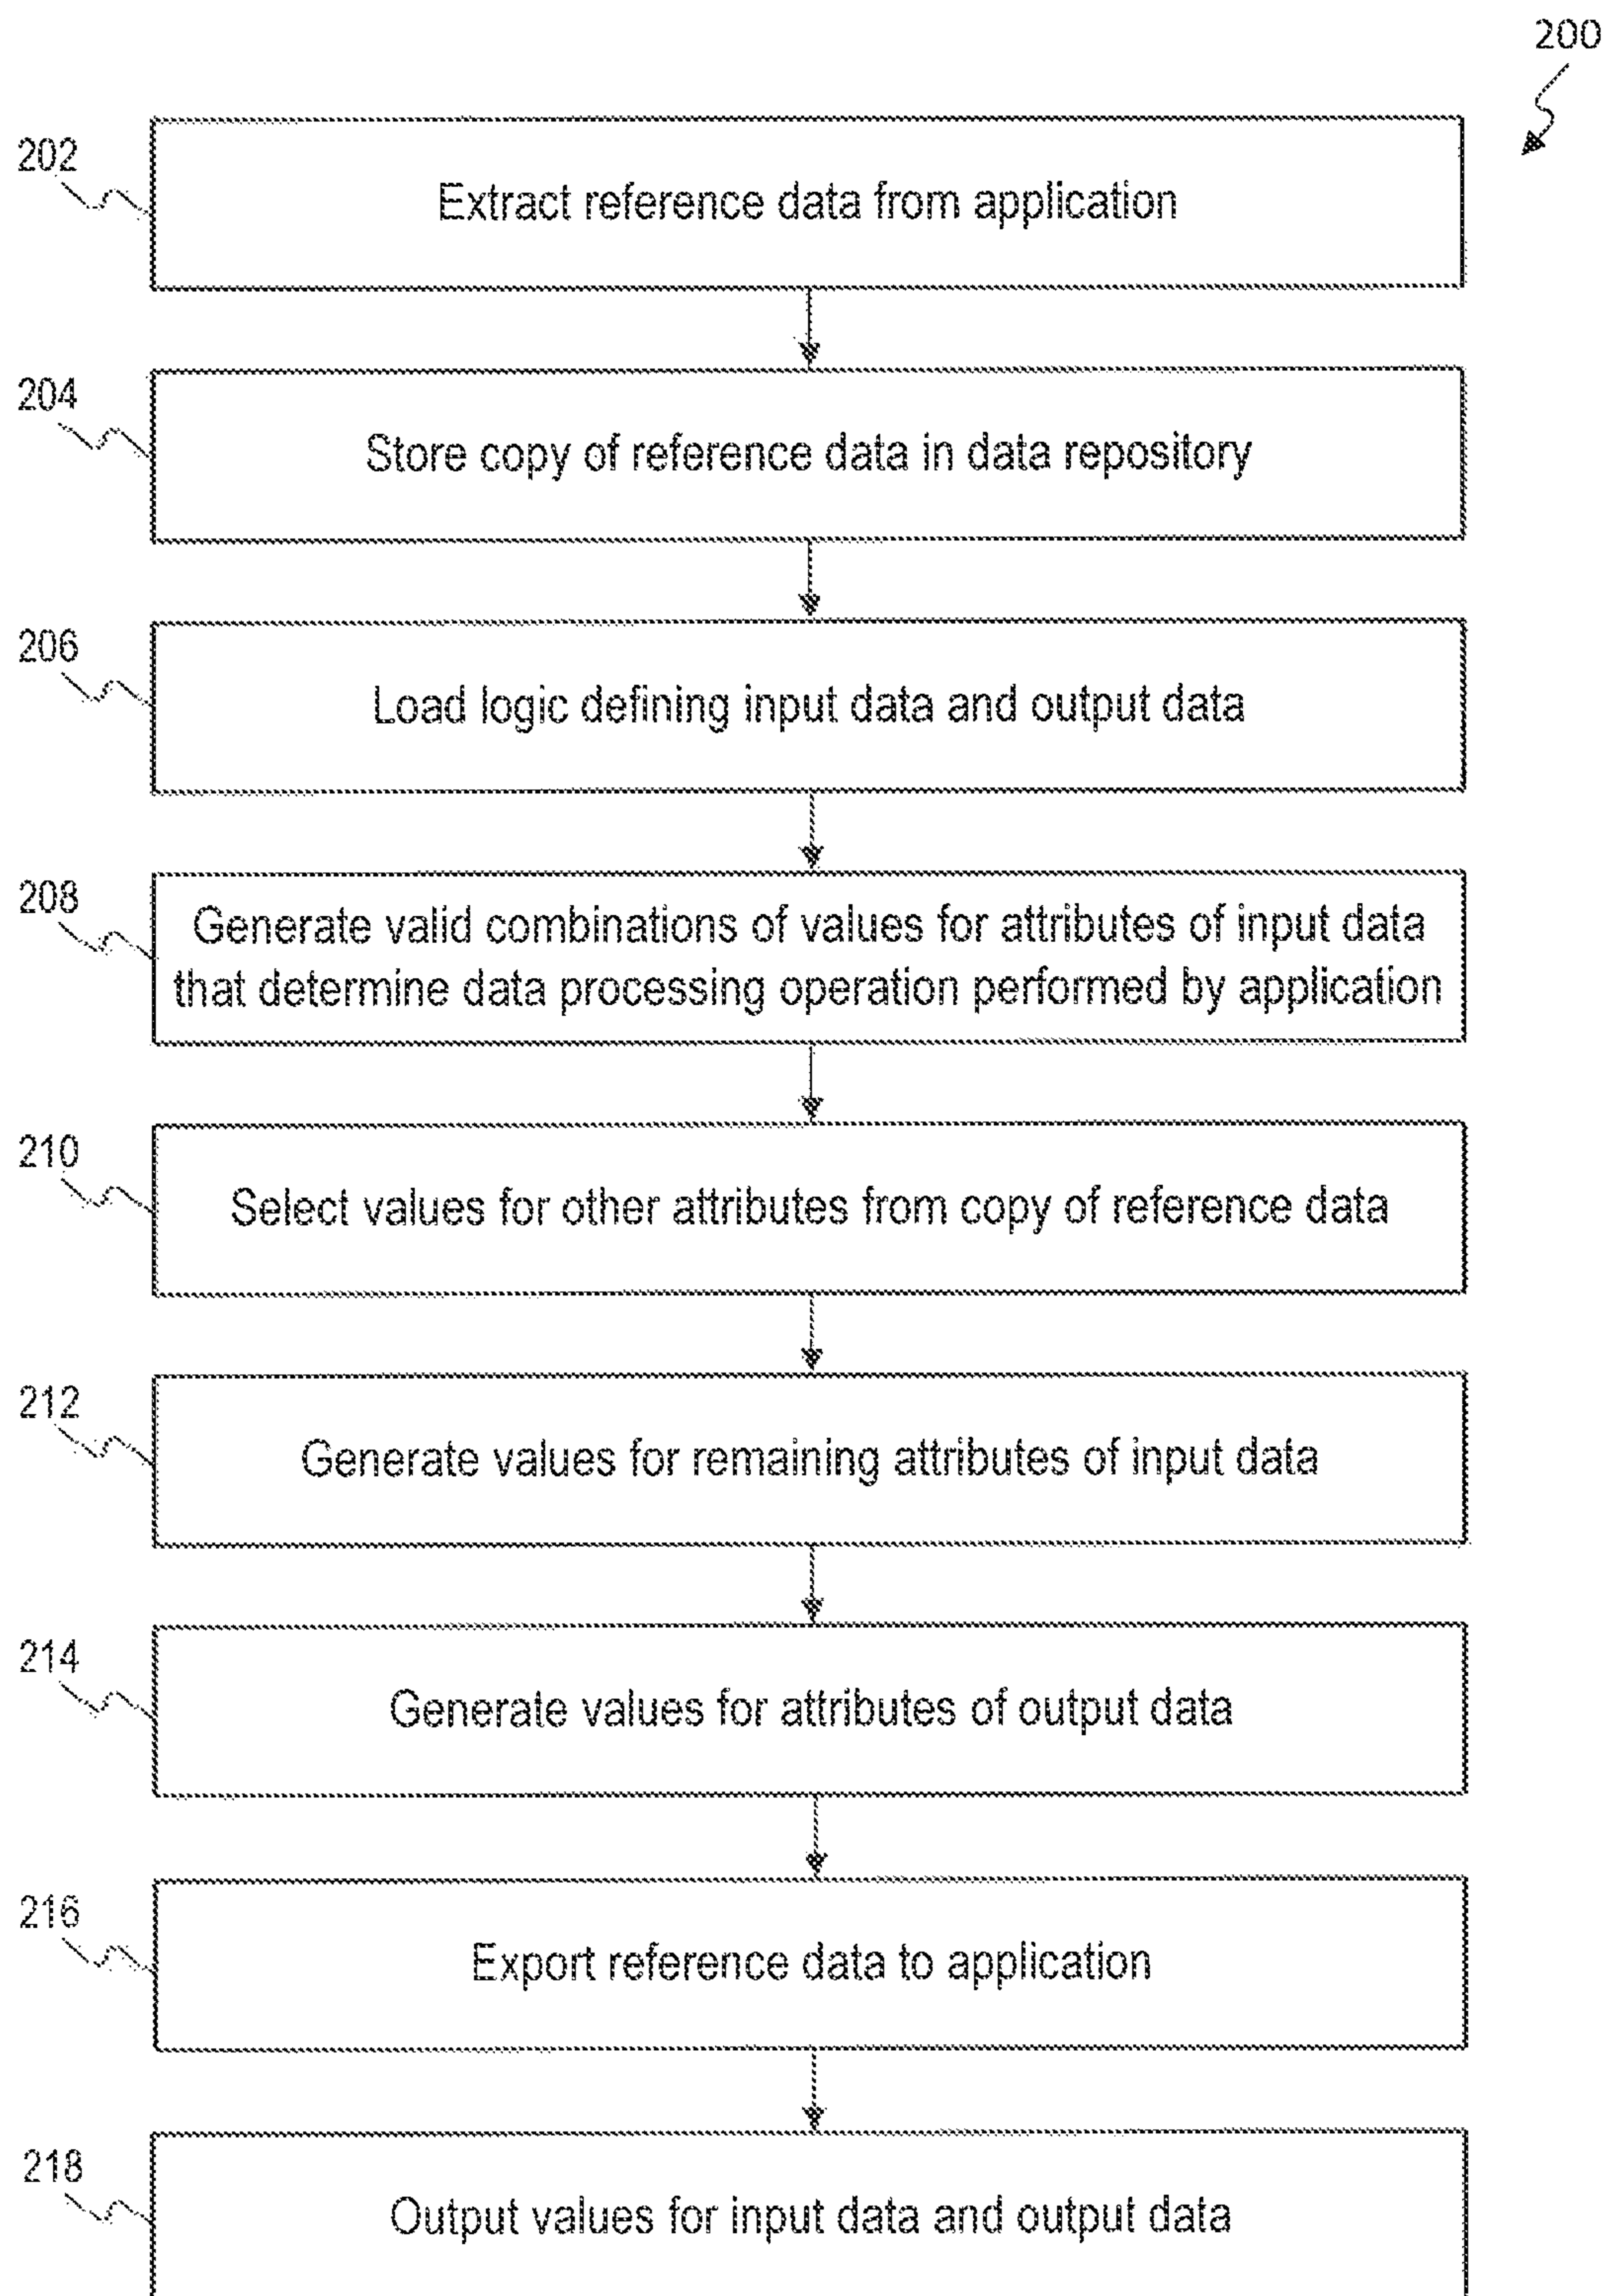 200
202
Extract reference data from application
204
Store copy of reference data in data repository
206
Load logic defining input data and output data
208
Generate valid combinations of values for attributes of input data
that determine data processing operation performed by application
210
Select values for other attributes from copy of reference data
212
Generate values for remaining attributes of input data
214
Generate values for attributes of output data
216
Export reference data to application
218
Output values for input data and output data